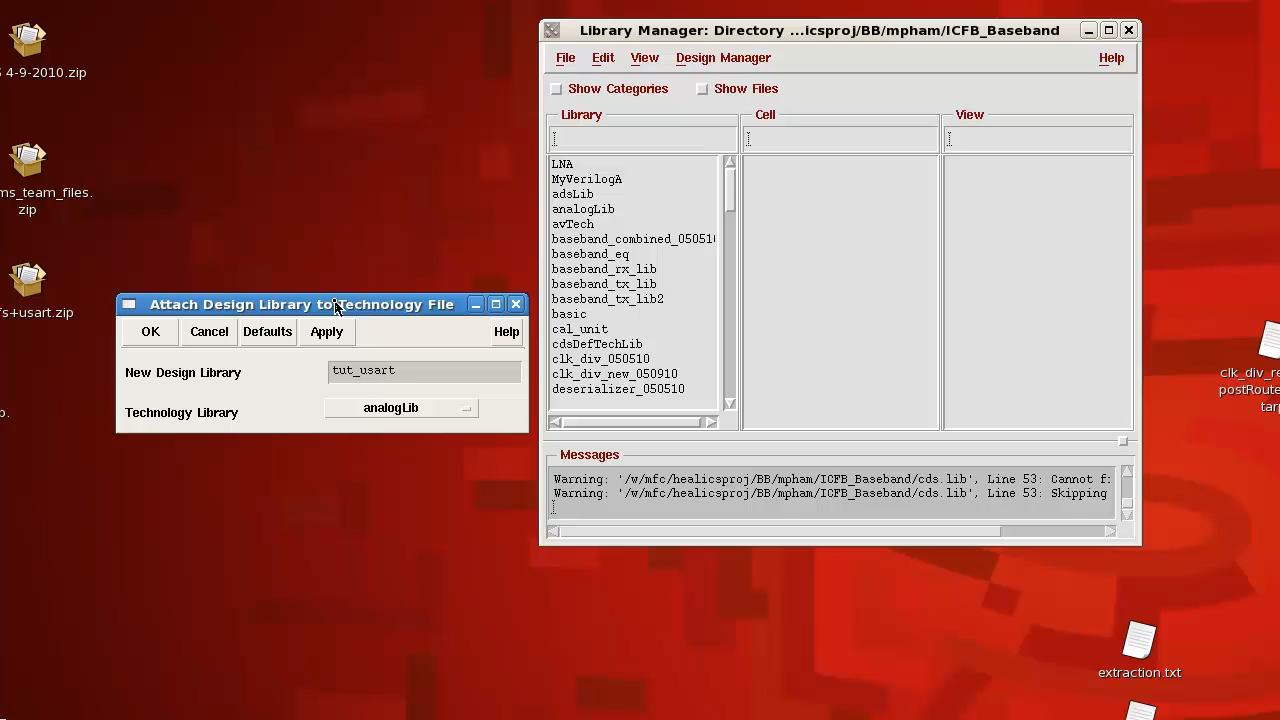 S 4-9-2010.zip
ms_team_files.
zip
fs+usart.zip
p.
Attach Design Library to Technology File
OK Cancel Defaults Apply Help
New Design Library tut_usart
Technology Library analogLib
Library Manager: Directory ...icsproj/BB/mpham/ICFB_Baseband
File Edit View Design Manager Help
Show Categories Show Files
Library Cell View
LNA
MyVerilogA
adsLib
analogLib
avTech
baseband_combined_05051
baseband_eq
baseband_rx_lib
baseband_tx_lib
baseband_tx_lib2
basic
cal_unit
cdsDefTechLib
clk_div_050510
clk_div_new_050910
deserializer_050510
Messages
Warning: '/w/mfc/healicsproj/BB/mpham/ICFB_Baseband/cds.lib', Line 53: Cannot f
Warning: '/w/mfc/healicsproj/BB/mpham/ICFB_Baseband/cds.lib', Line 53: Skipping
clk_div_re
postRoute
tar
extraction.txt